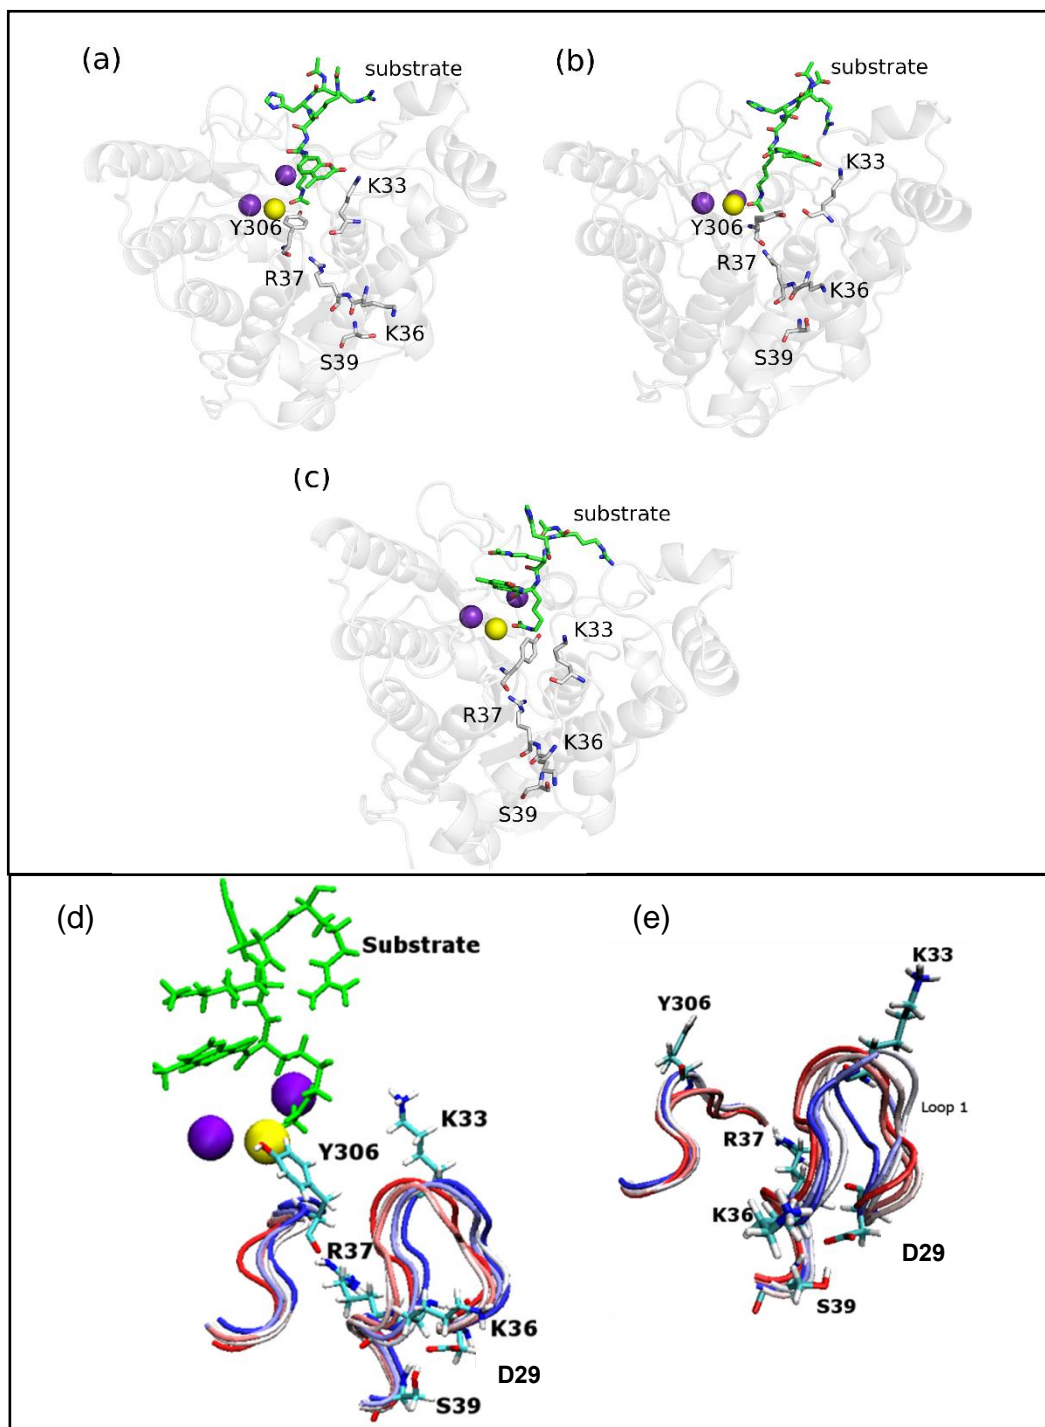 (a)
substrate
K33
Y306
R37
K36
S39
(b)
substrate
K33
Y306
R37
K36
S39
(c)
substrate
K33
R37
K36
S39
(d)
Substrate
K33
Y306
R37
K36
D29
S39
(e)
K33
Y306
Loop 1
R37
K36
D29
S39